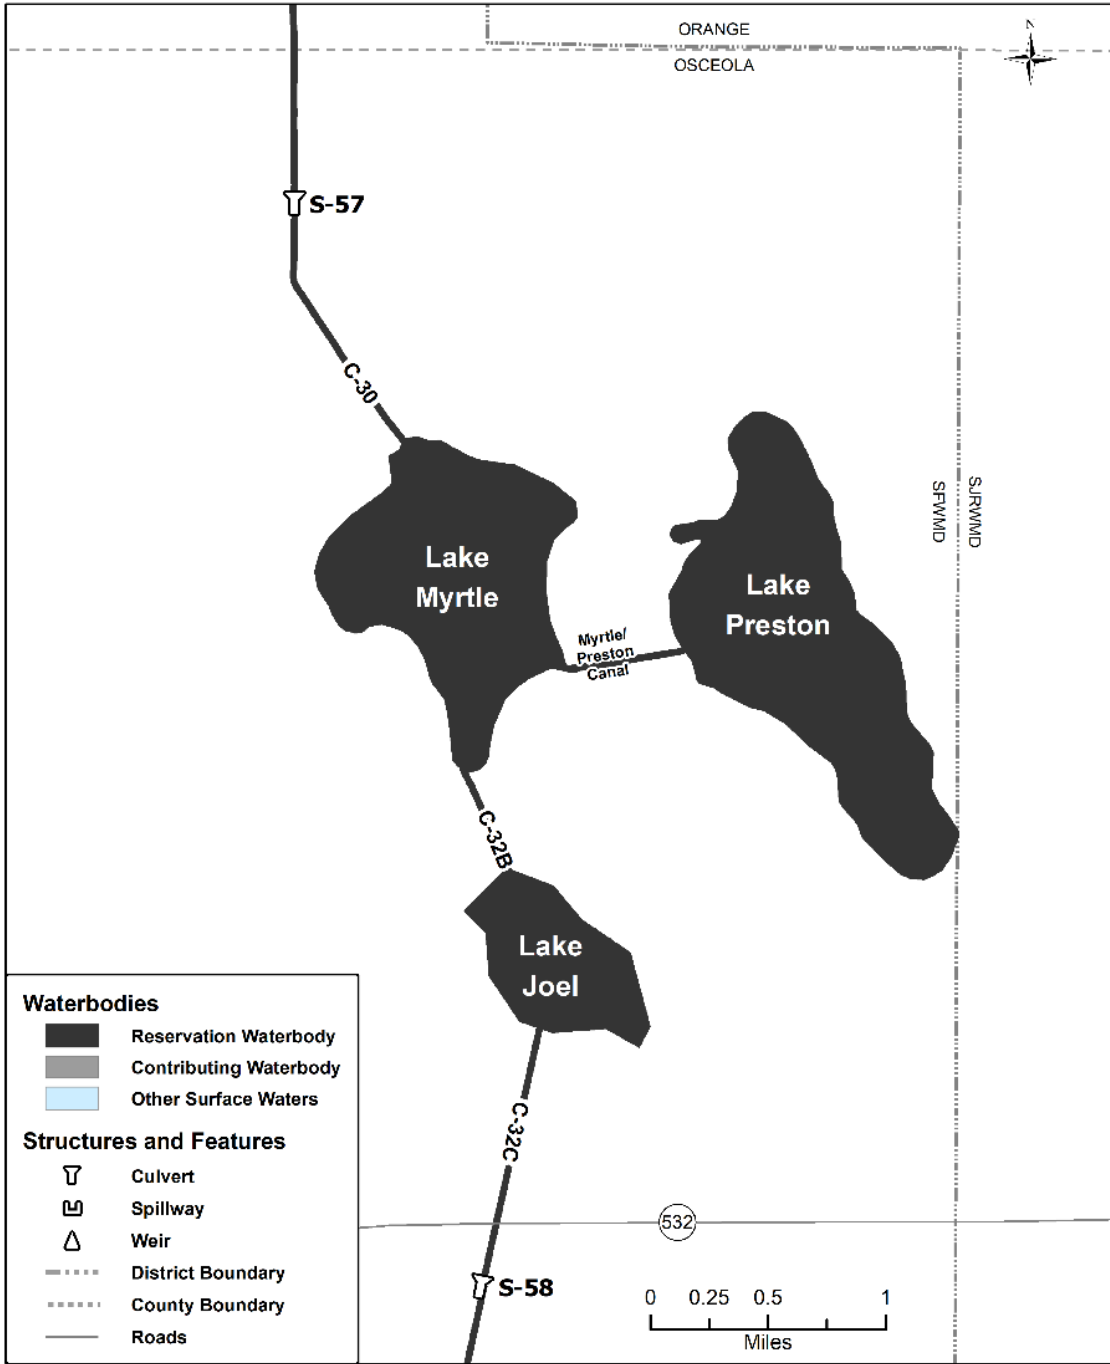 ORANGE
N
OSCEOLA
S-57
C-30
SFWMD
SJRWMD
Lake
Myrtle
Lake
Preston
Myrtle/
Preston
Canal
C-32B
Lake
Joel
C-32C
532
S-58
Waterbodies
Reservation Waterbody
Contributing Waterbody
Other Surface Waters
Structures and Features
Culvert
Spillway
Weir
District Boundary
County Boundary
Roads
0 0.25 0.5 1
Miles